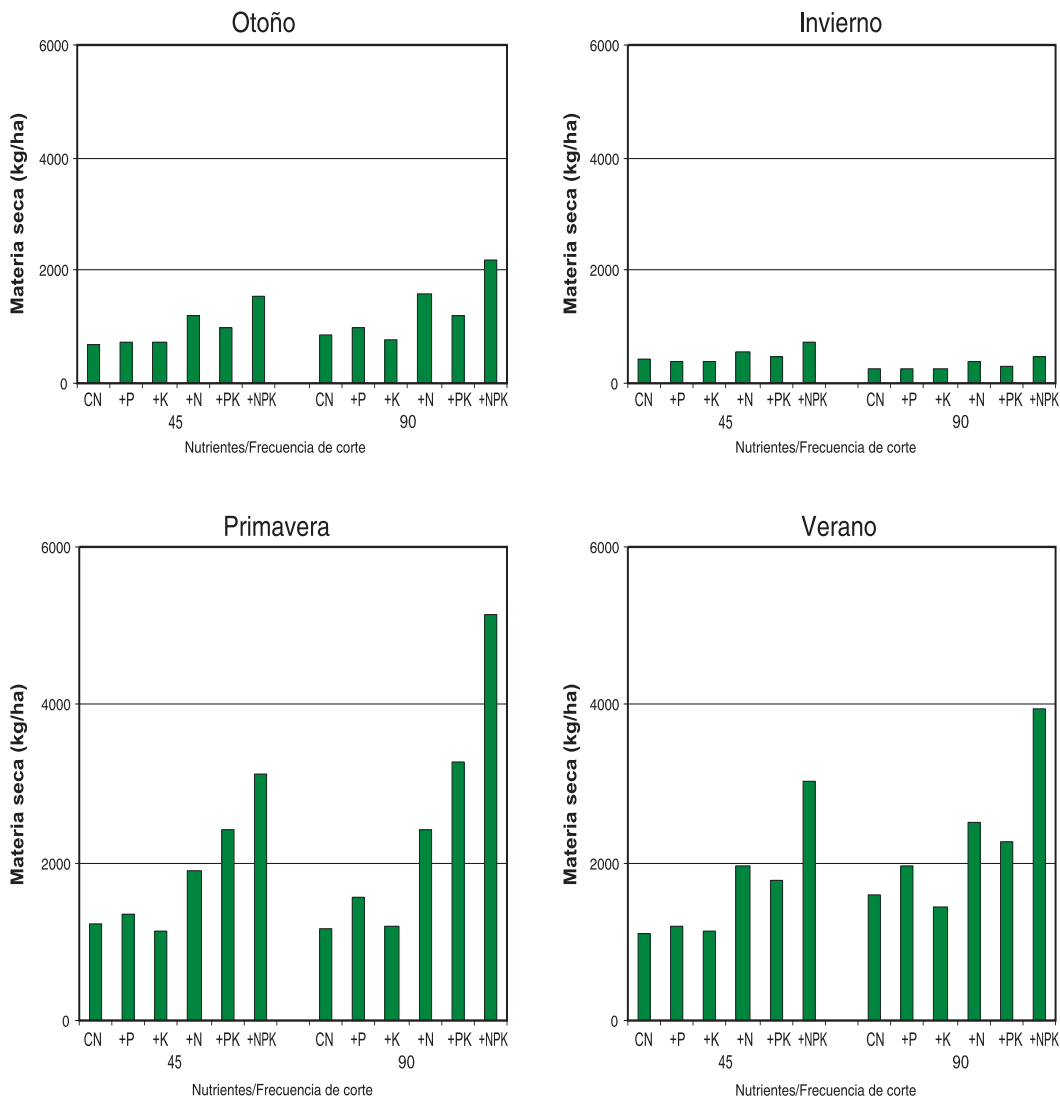 Otoño
Materia seca (kg/ha)
6000
4000
2000
0
CN +P +K +N +PK +NPK CN +P +K +N +PK +NPK
45 90
Nutrientes/Frecuencia de corte
Invierno
Materia seca (kg/ha)
6000
4000
2000
0
CN +P +K +N +PK +NPK CN +P +K +N +PK +NPK
45 90
Nutrientes/Frecuencia de corte
Primavera
Materia seca (kg/ha)
6000
4000
2000
0
CN +P +K +N +PK +NPK CN +P +K +N +PK +NPK
45 90
Nutrientes/Frecuencia de corte
Verano
Materia seca (kg/ha)
6000
4000
2000
0
CN +P +K +N +PK +NPK CN +P +K +N +PK +NPK
45 90
Nutrientes/Frecuencia de corte